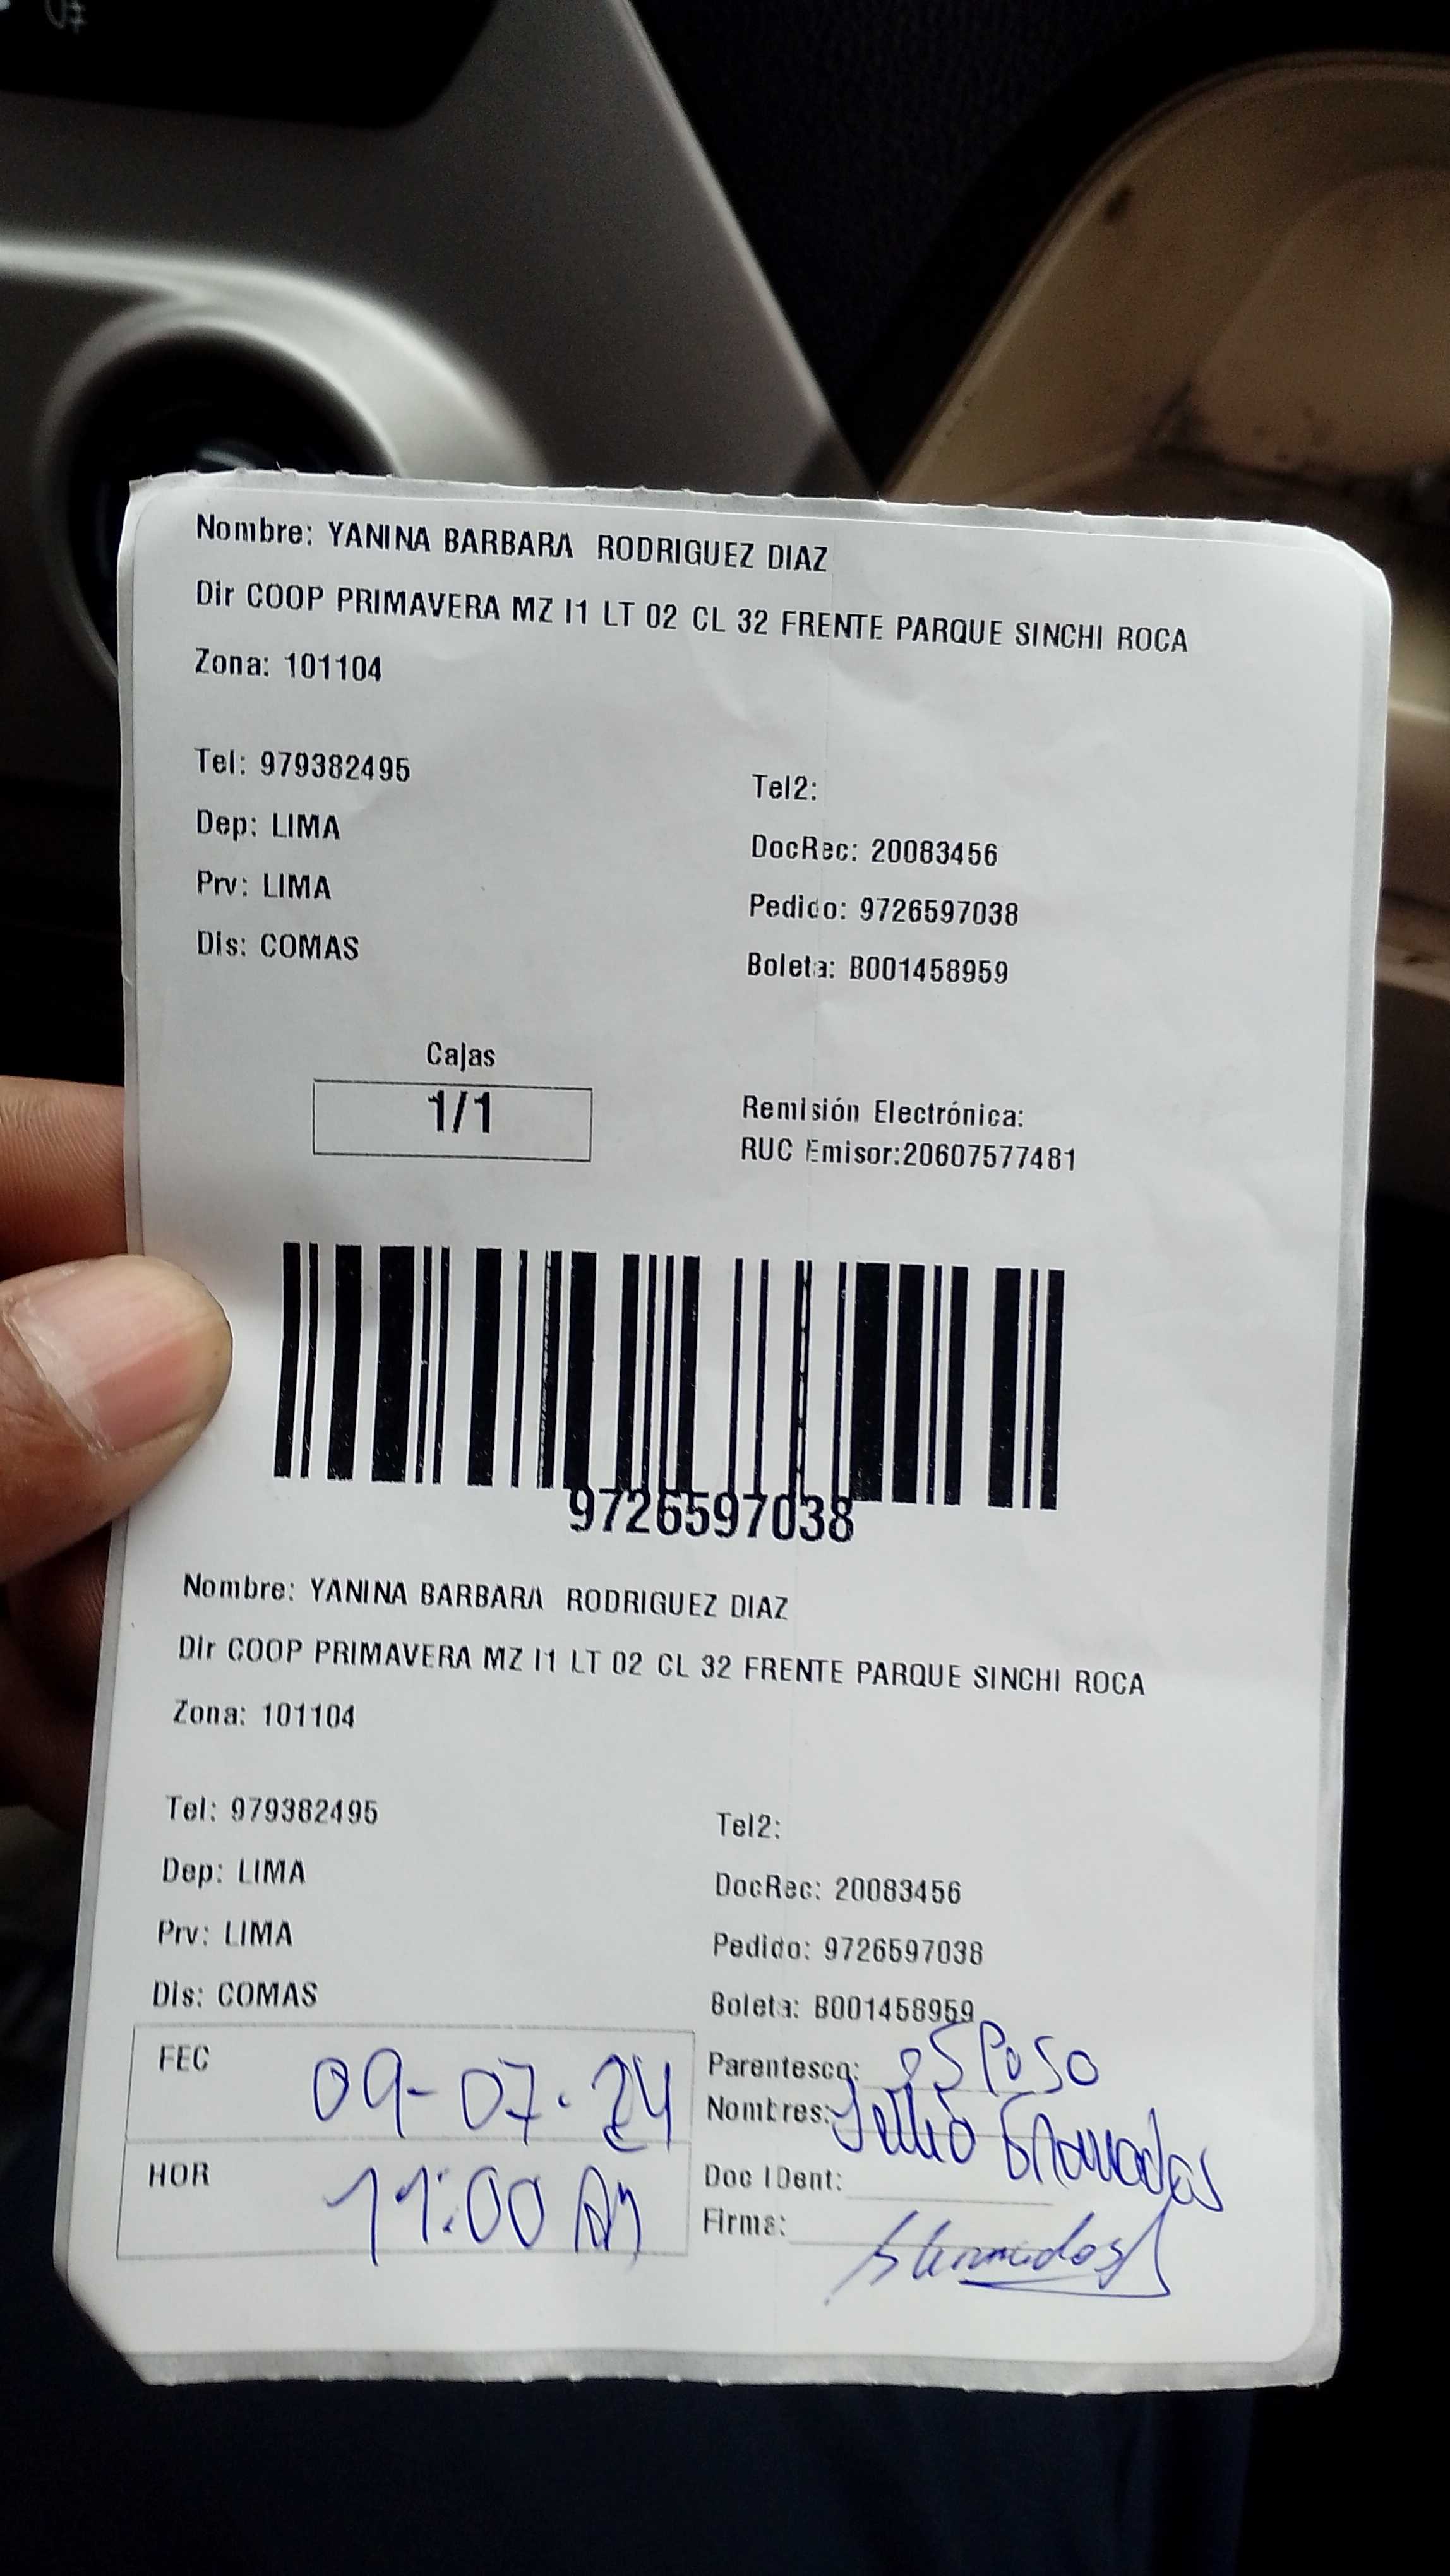 Nombre: YANINA BARBARA RODRIGUEZ DIAZ
Dir COOP PRIMAVERA MZ I1 LT 02 CL 32 FRENTE PARQUE SINCHI ROCA
Zona: 101104
Tel: 979382495
Tel2:
Dep: LIMA
DocRec: 20083456
Prv: LIMA
Pedido: 9726597038
Dis: COMAS
Boleta: B001458959
Cajas
1/1
Remisión Electrónica:
RUC Emisor:20607577481
9726597038
Nombre: YANINA BARBARA RODRIGUEZ DIAZ
Dir COOP PRIMAVERA MZ I1 LT 02 CL 32 FRENTE PARQUE SINCHI ROCA
Zona: 101104
Tel: 979382495
Tel2:
Dep: LIMA
DocRec: 20083456
Prv: LIMA
Pedido: 9726597038
Dis: COMAS
Boleta: B001458959
FEC 09-07-24
Parentesco: esposo
Nombres:
HOR 11:00 AM
Doc IDent:
Firma: